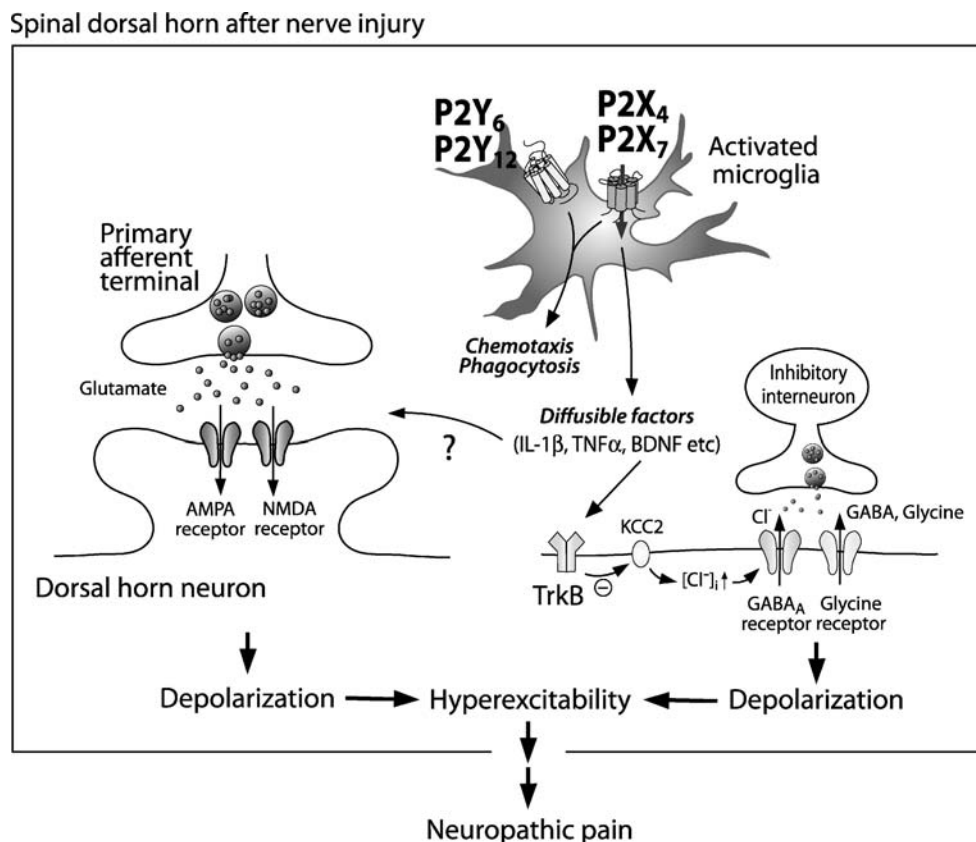 Spinal dorsal horn after nerve injury
P2Y₆
P2Y₁₂
P2X₄
P2X₇
Activated
microglia
Primary
afferent
terminal
Chemotaxis
Phagocytosis
Glutamate
Inhibitory
interneuron
Diffusible factors
(IL-1β, TNFα, BDNF etc)
?
AMPA
receptor
NMDA
receptor
Cl⁻
GABA, Glycine
KCC2
Dorsal horn neuron
TrkB
⊖
[Cl⁻]ᵢ↑
GABA_A
receptor
Glycine
receptor
Depolarization
Hyperexcitability
Depolarization
Neuropathic pain